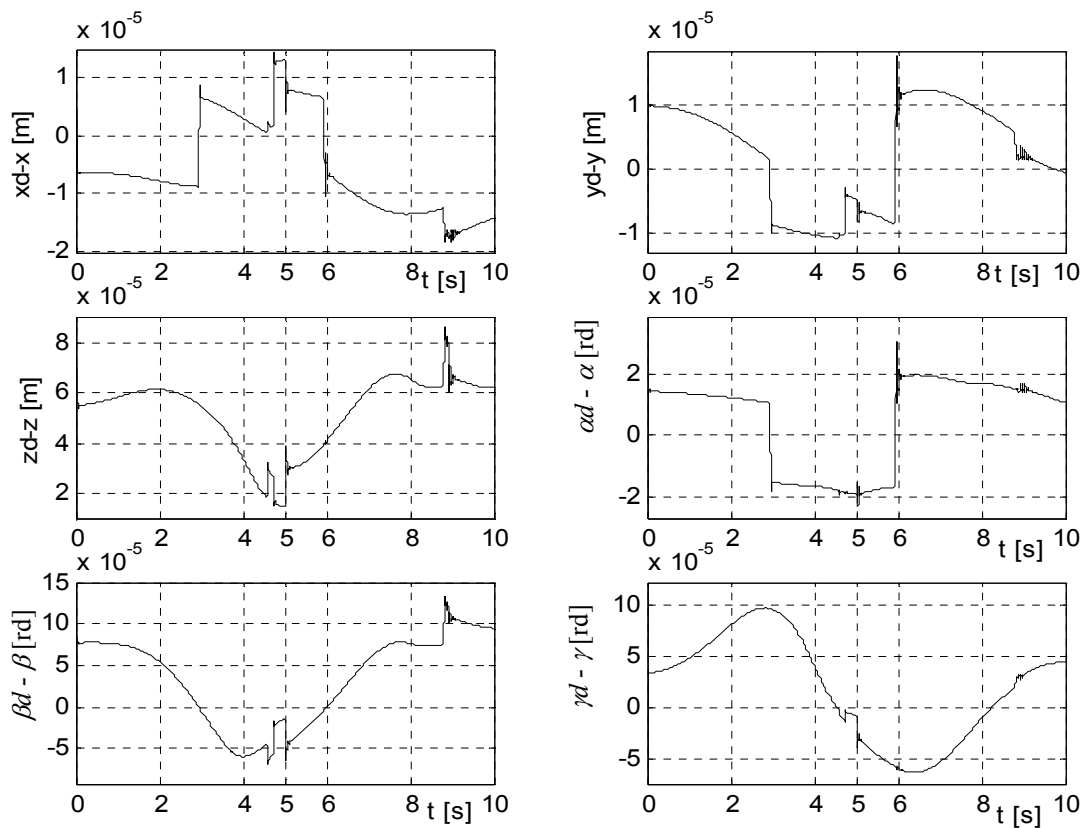 x 10⁻⁵
1
0
-1
-2
xd-x [m]
0 2 4 5 6 8 10
t [s]
x 10⁻⁵
1
0
-1
yd-y [m]
0 2 4 5 6 8 10
t [s]
x 10⁻⁵
8
6
4
2
zd-z [m]
0 2 4 5 6 8 10
t [s]
x 10⁻⁵
2
0
-2
αd - α [rd]
0 2 4 5 6 8 10
t [s]
x 10⁻⁵
15
10
5
0
-5
βd - β [rd]
0 2 4 5 6 8 10
t [s]
x 10⁻⁵
10
5
0
-5
γd - γ [rd]
0 2 4 5 6 8 10
t [s]